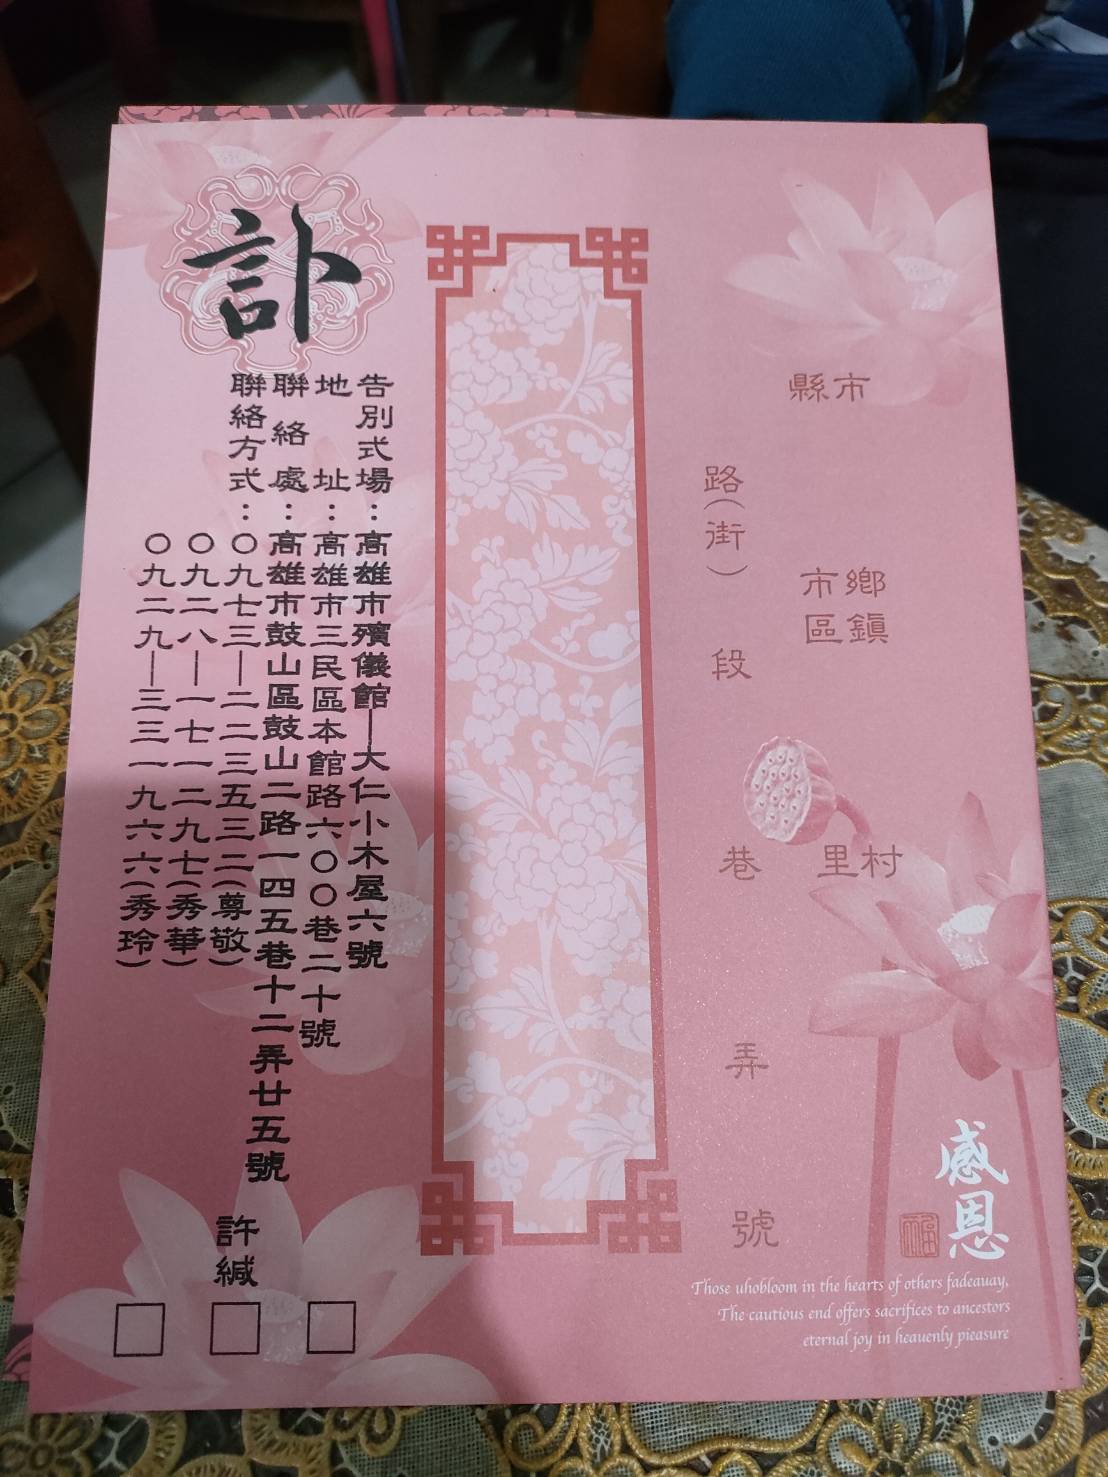 縣市
鄉鎮
市區
村里
路(街)段巷弄號
告別式場:高雄市殯儀館—大仁小木屋六號
地址:高雄市三民區本館路六〇〇巷二十號
聯絡處:高雄市鼓山區鼓山二路一四五巷十二弄廿五號
聯絡方式:〇九七三—二二三五三二(尊敬)
〇九二八—一七一二九七(秀華)
〇九二九—三三一九六六(秀玲)
許緘
訃
感恩
Those uhobloom in the hearts of others fadeauay,
The cautious end offers sacrifices to ancestors
eternal joy in heauenly pieasure